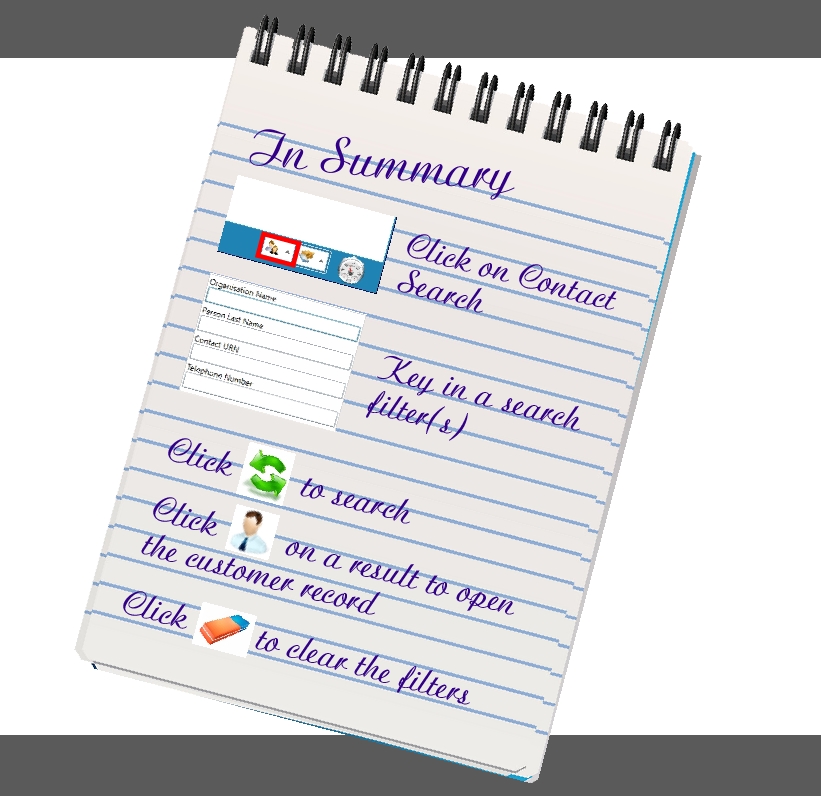 In Summary
Click on Contact
Search
Organisation Name
Person Last Name
Contact URN
Telephone Number
Key in a search
filter(s)
Click to search
Click on a result to open
the customer record
Click to clear the filters